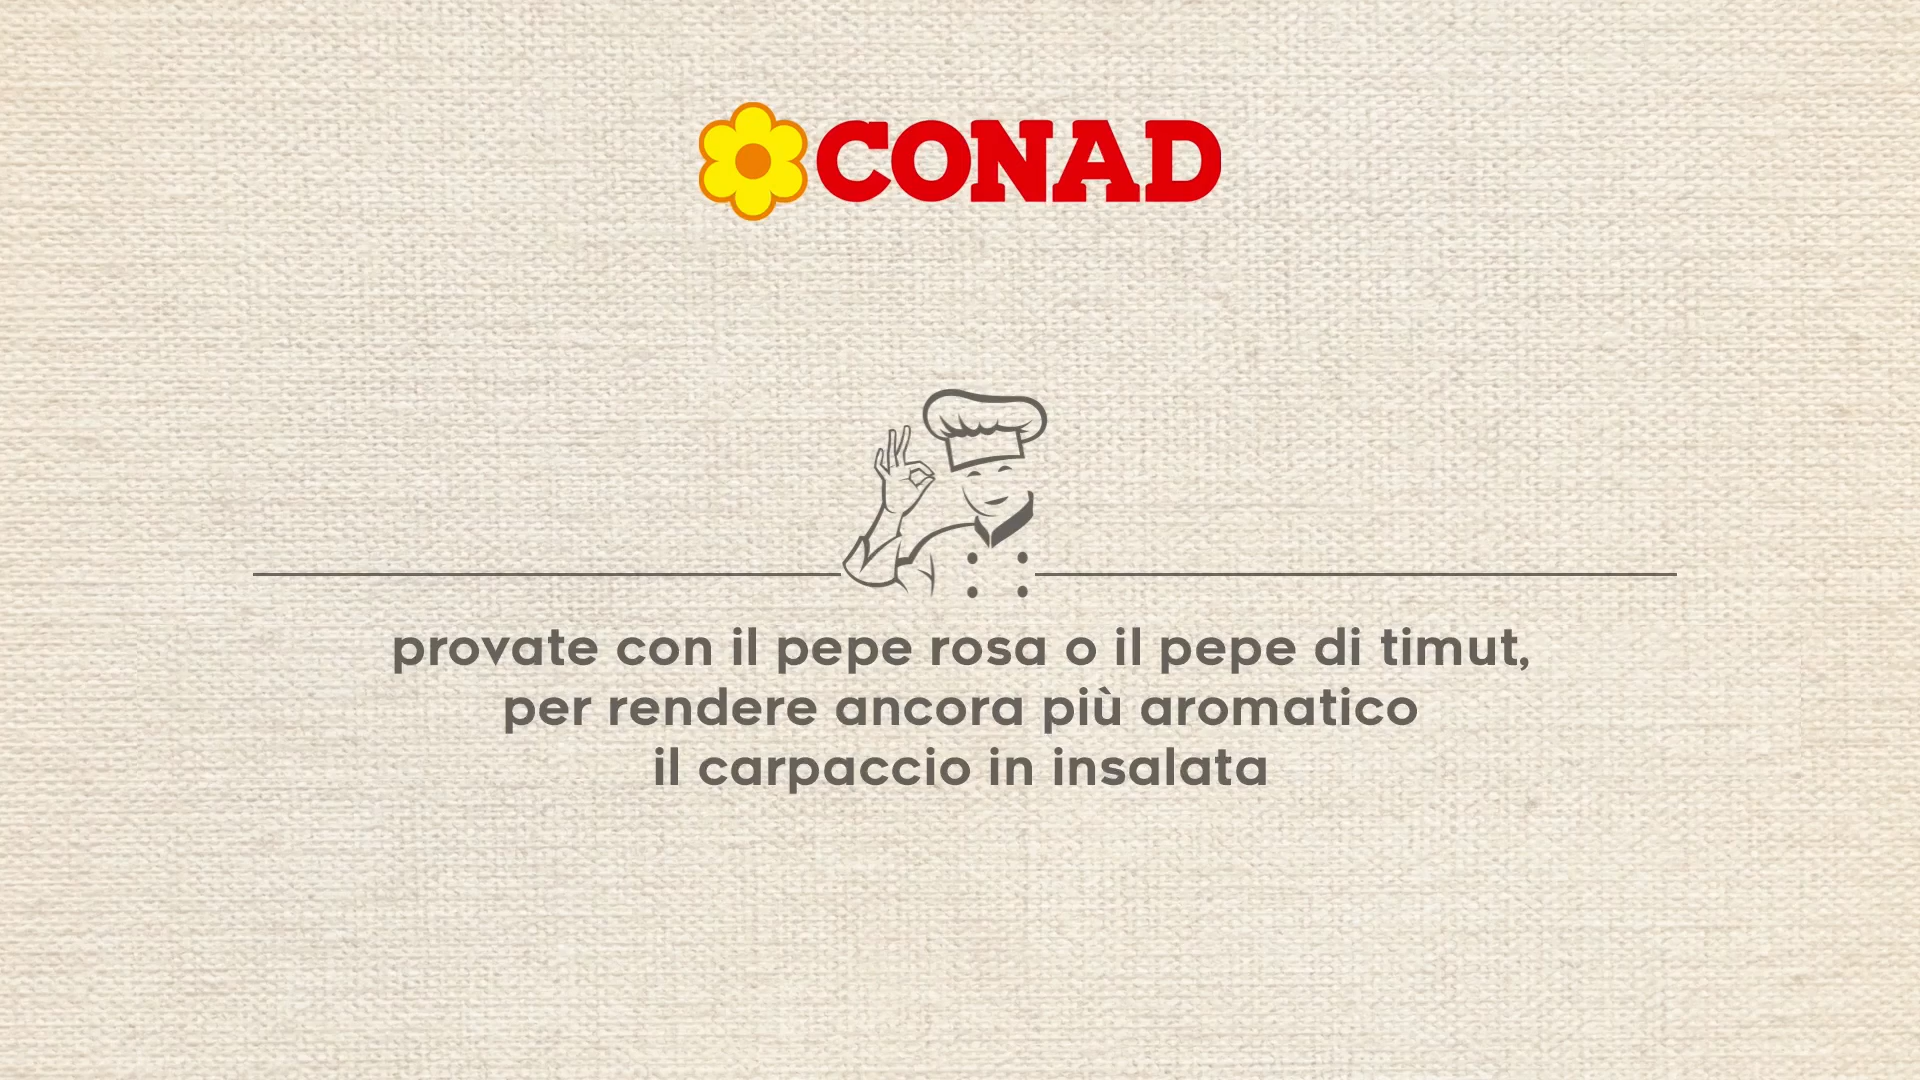 CONAD
provate con il pepe rosa o il pepe di timut,
per rendere ancora più aromatico
il carpaccio in insalata